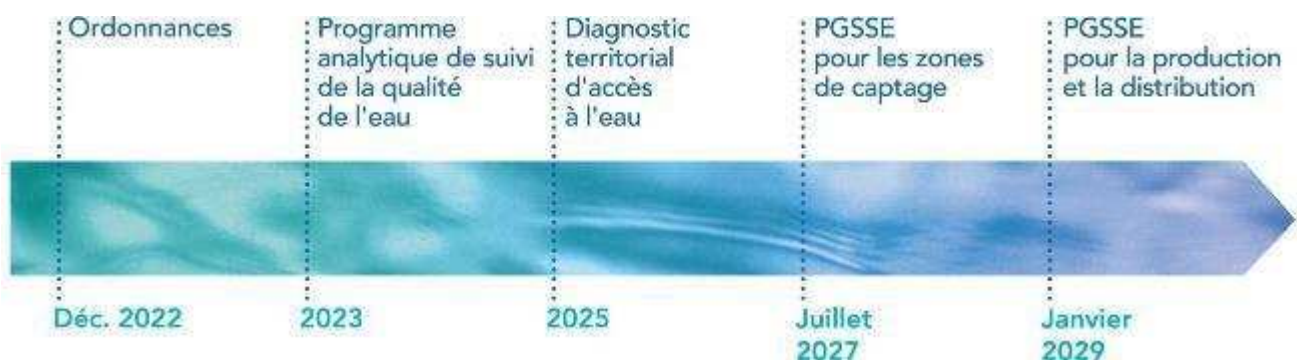 Ordonnances
Programme
analytique de suivi
de la qualité
de l'eau
Diagnostic
territorial
d'accès
à l'eau
PGSSE
pour les zones
de captage
PGSSE
pour la production
et la distribution
Déc. 2022
2023
2025
Juillet
2027
Janvier
2029